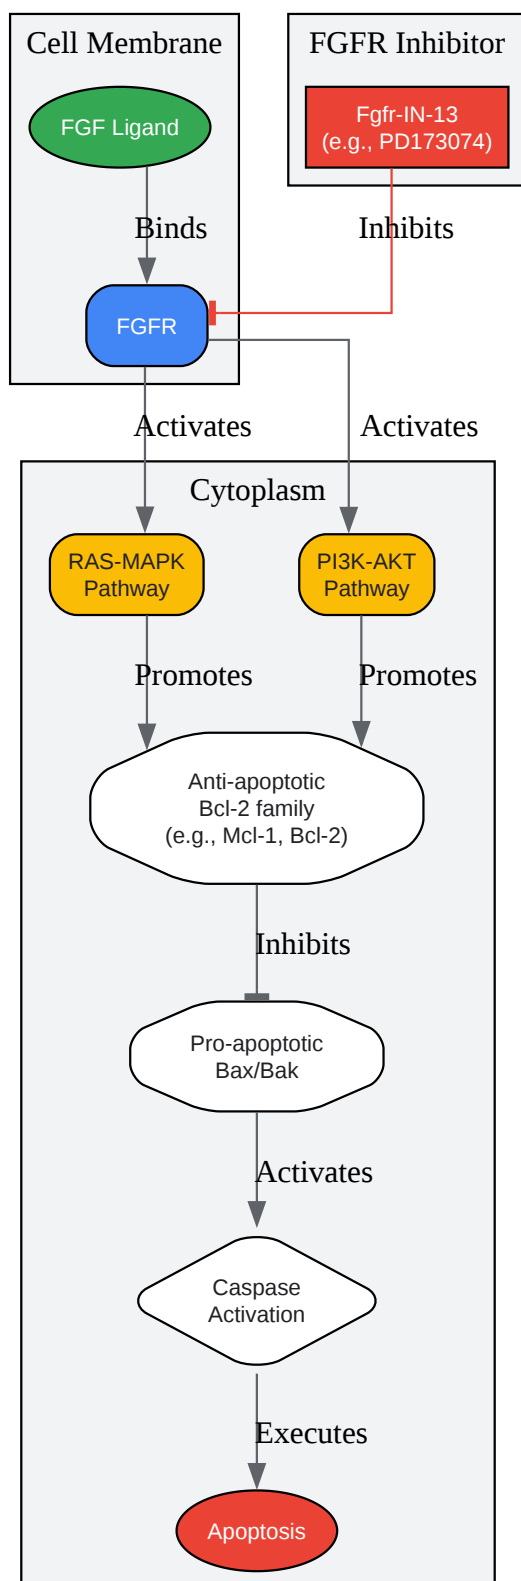 Cell Membrane
FGFR Inhibitor
FGF Ligand
Fgfr-IN-13
(e.g., PD173074)
Binds
Inhibits
FGFR
Activates
Activates
Cytoplasm
RAS-MAPK
Pathway
PI3K-AKT
Pathway
Promotes
Promotes
Anti-apoptotic
Bcl-2 family
(e.g., Mcl-1, Bcl-2)
Inhibits
Pro-apoptotic
Bax/Bak
Activates
Caspase
Activation
Executes
Apoptosis